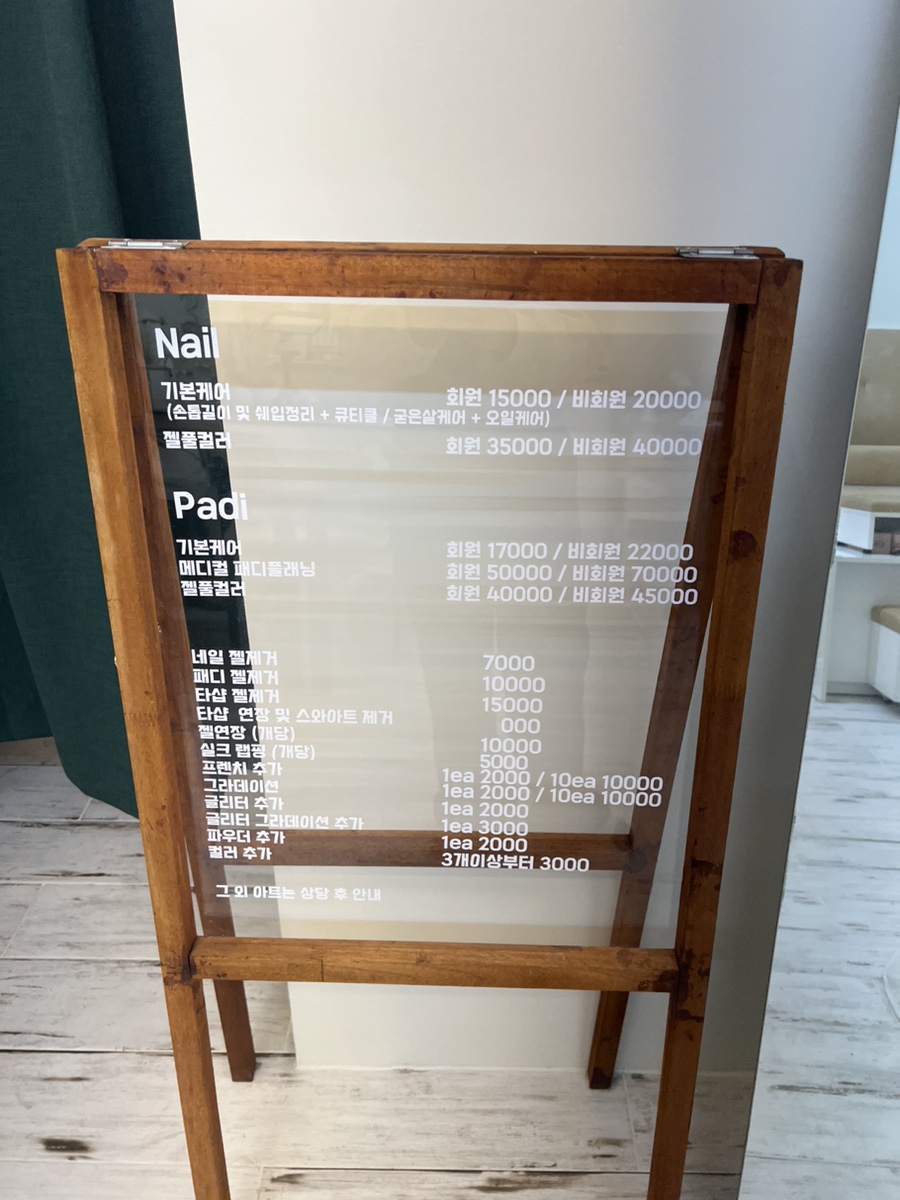 Nail
기본케어 회원 15000 / 비회원 20000
(손톱길이 및 쉐입정리 + 큐티클 / 굳은살케어 + 오일케어)
젤풀컬러 회원 35000 / 비회원 40000
Padi
기본케어 회원 17000 / 비회원 22000
메디컬 패디플래닝 회원 50000 / 비회원 70000
젤풀컬러 회원 40000 / 비회원 45000
네일 젤제거 7000
패디 젤제거 10000
타샵 젤제거 15000
타샵 연장 및 스와아트 제거 000
젤연장 (개당) 10000
실크 랩핑 (개당) 5000
프렌치 추가 1ea 2000 / 10ea 10000
그라데이션 1ea 2000 / 10ea 10000
글리터 추가 1ea 2000
글리터 그라데이션 추가 1ea 3000
파우더 추가 1ea 2000
컬러 추가 3개이상부터 3000
그 외 아트는 상담 후 안내